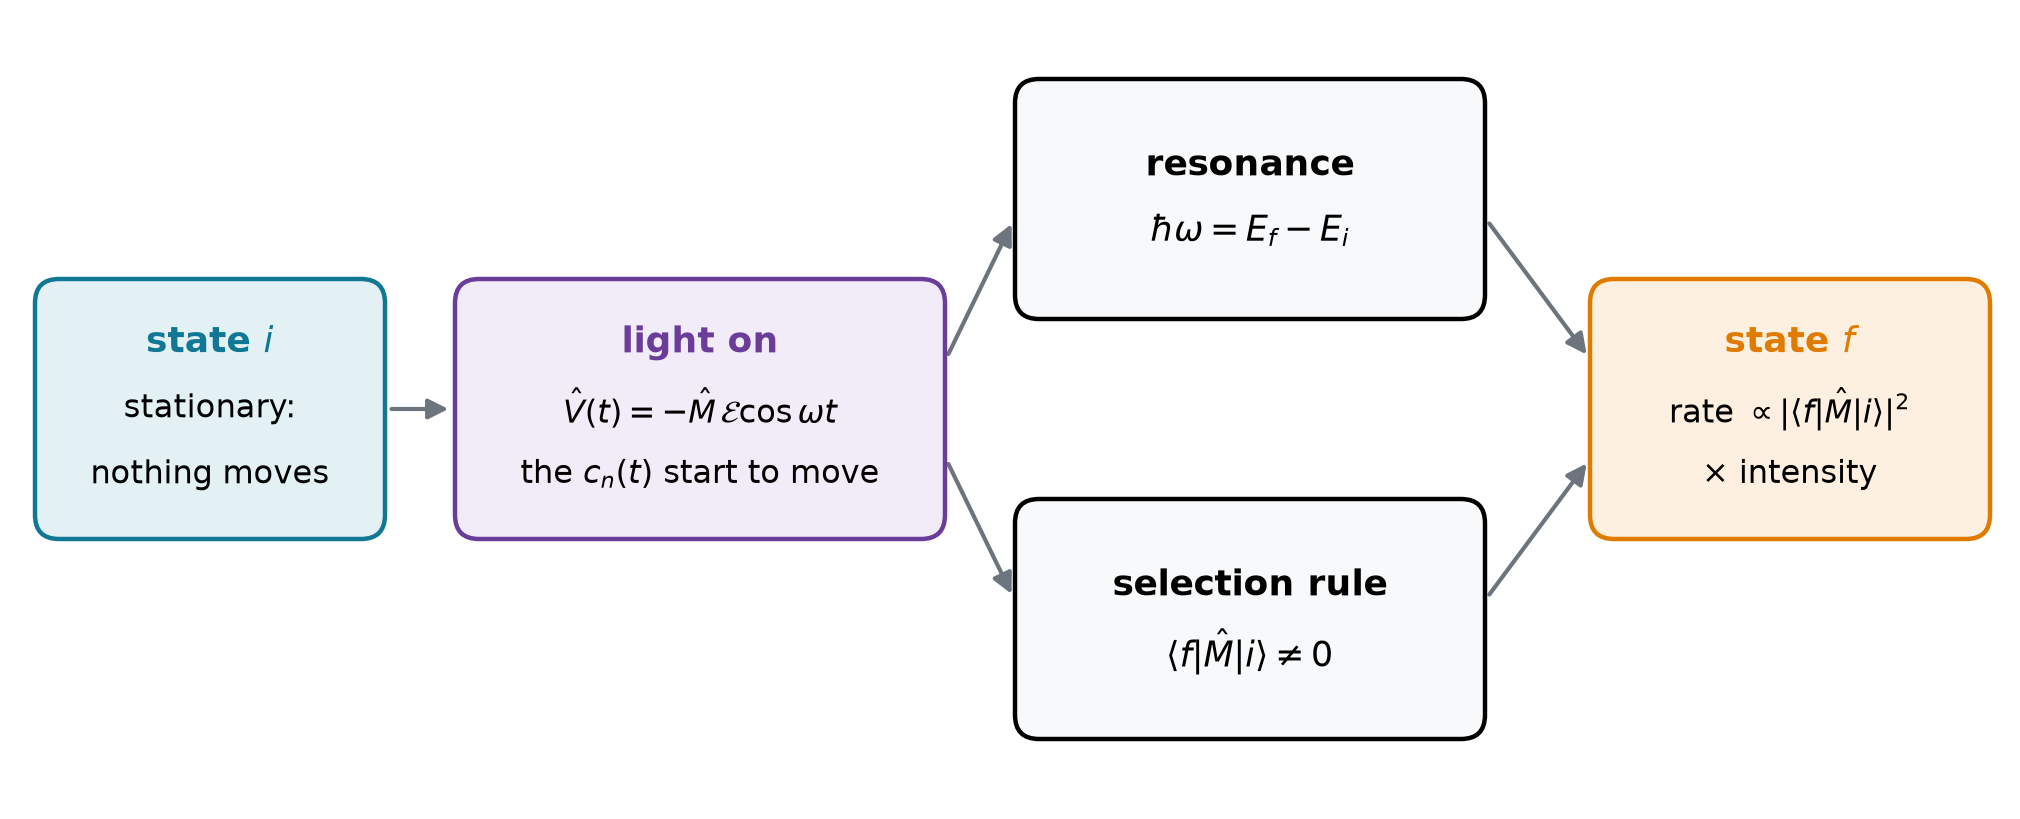 state i
stationary:
nothing moves
light on
V̂(t) = −M̂ ℰcos ωt
the cₙ(t) start to move
resonance
ħω = E_f − E_i
selection rule
⟨f|M̂|i⟩ ≠ 0
state f
rate ∝ |⟨f|M̂|i⟩|²
× intensity